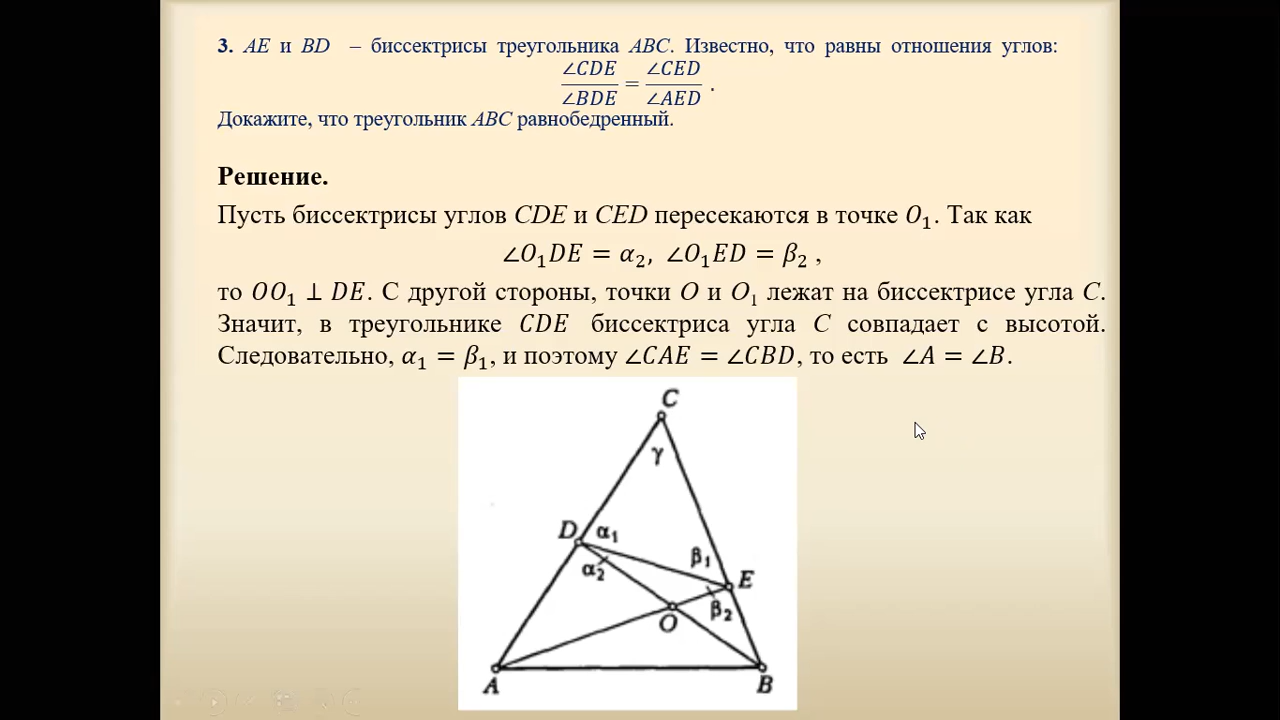 3. AE и BD – биссектрисы треугольника ABC. Известно, что равны отношения углов:
∠CDE/∠BDE = ∠CED/∠AED .
Докажите, что треугольник ABC равнобедренный.
Решение.
Пусть биссектрисы углов CDE и CED пересекаются в точке O₁. Так как
∠O₁DE = α₂, ∠O₁ED = β₂ ,
то OO₁ ⊥ DE. С другой стороны, точки O и O₁ лежат на биссектрисе угла C.
Значит, в треугольнике CDE биссектриса угла C совпадает с высотой.
Следовательно, α₁ = β₁, и поэтому ∠CAE = ∠CBD, то есть ∠A = ∠B.
C
γ
D α₁
β₁
α₂ E
β₂
O
A B